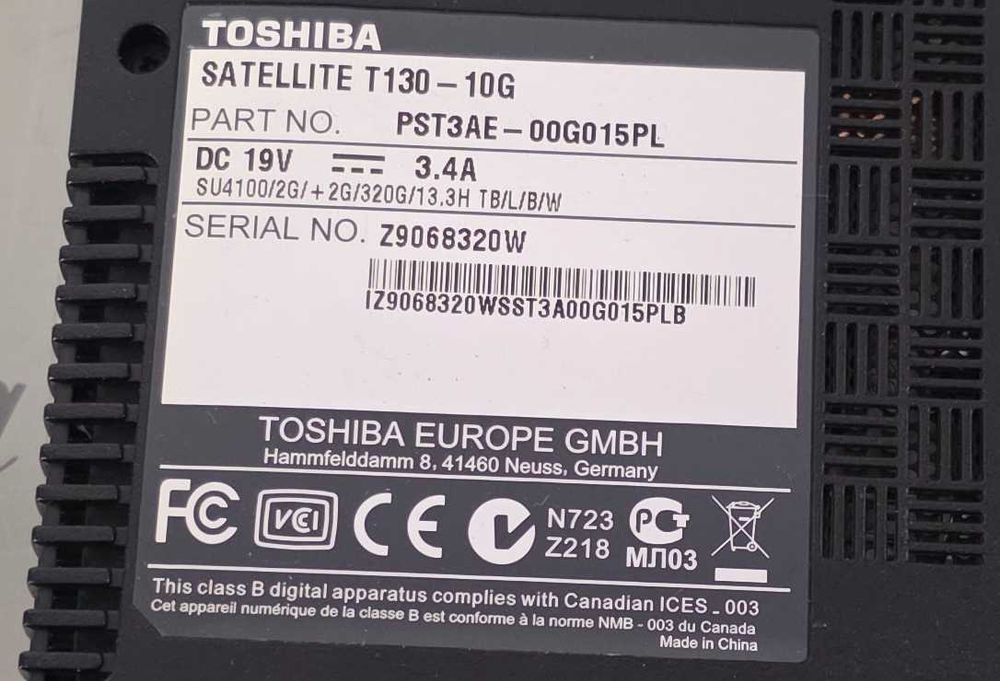 TOSHIBA
SATELLITE T130-10G
PART NO. PST3AE-00G015PL
DC 19V 3.4A
SU4100/2G/+2G/320G/13.3H TB/L/B/W
SERIAL NO. Z9068320W
IZ9068320WSST3A00G015PLB
TOSHIBA EUROPE GMBH
Hammfelddamm 8, 41460 Neuss, Germany
FC VCI CE N723 PCT
Z218 МЛ03
This class B digital apparatus complies with Canadian ICES-003
Cet appareil numérique de la classe B est conforme à la norme NMB-003 du Canada
Made in China